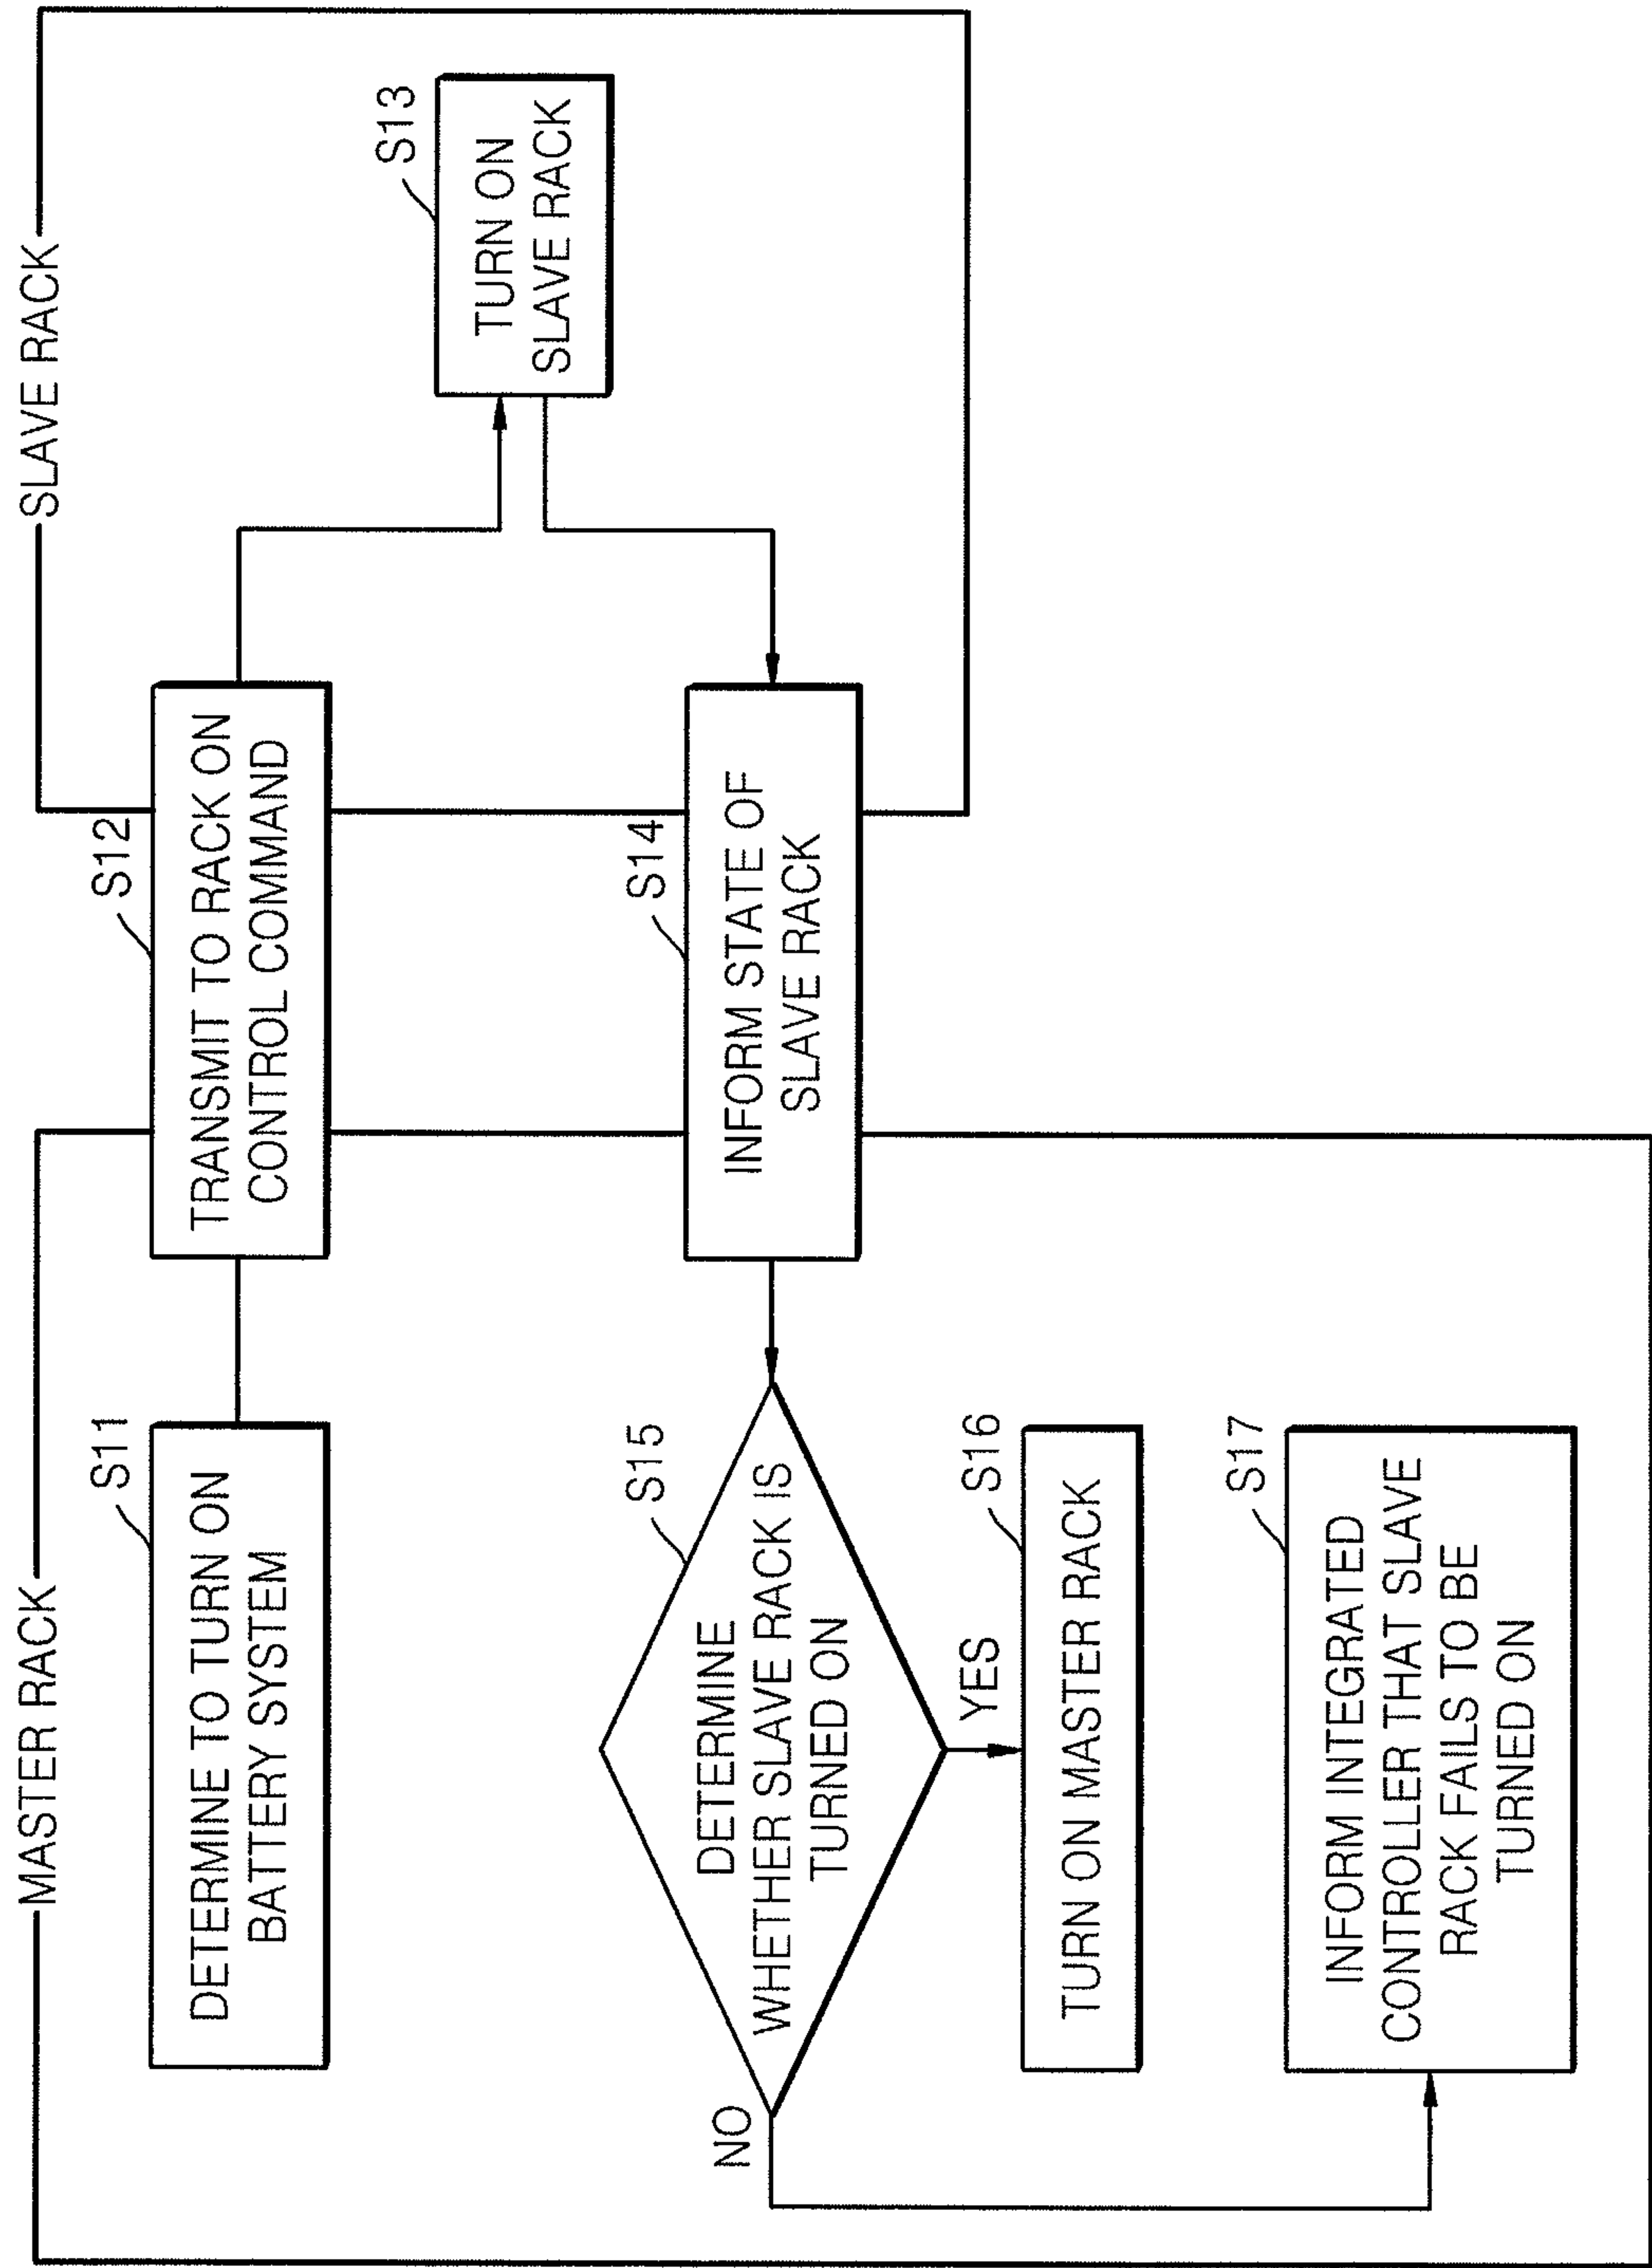 MASTER RACK
SLAVE RACK
S11
DETERMINE TO TURN ON
BATTERY SYSTEM
S12
TRANSMIT TO RACK ON
CONTROL COMMAND
S13
TURN ON
SLAVE RACK
S14
INFORM STATE OF
SLAVE RACK
S15
DETERMINE
WHETHER SLAVE RACK IS
TURNED ON
NO
YES
S16
TURN ON MASTER RACK
S17
INFORM INTEGRATED
CONTROLLER THAT SLAVE
RACK FAILS TO BE
TURNED ON